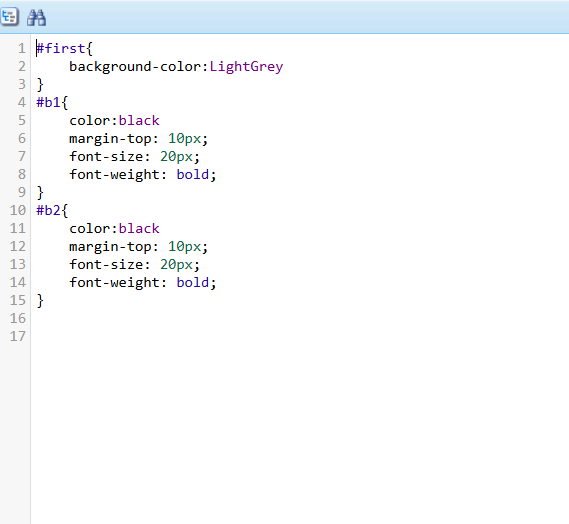 1 #first{
2 background-color:LightGrey
3 }
4 #b1{
5 color:black
6 margin-top: 10px;
7 font-size: 20px;
8 font-weight: bold;
9 }
10 #b2{
11 color:black
12 margin-top: 10px;
13 font-size: 20px;
14 font-weight: bold;
15 }
16
17